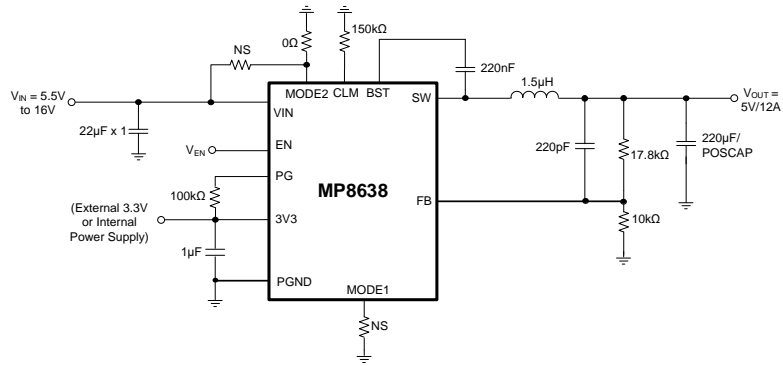 0Ω
150kΩ
NS
220nF
1.5µH
MODE2 CLM BST
V_IN = 5.5V
to 16V
VIN
SW
V_OUT =
5V/12A
22µF x 1
V_EN
EN
220pF
17.8kΩ
220µF/
POSCAP
PG
100kΩ
MP8638
FB
(External 3.3V
or Internal
Power Supply)
3V3
10kΩ
1µF
PGND
MODE1
NS